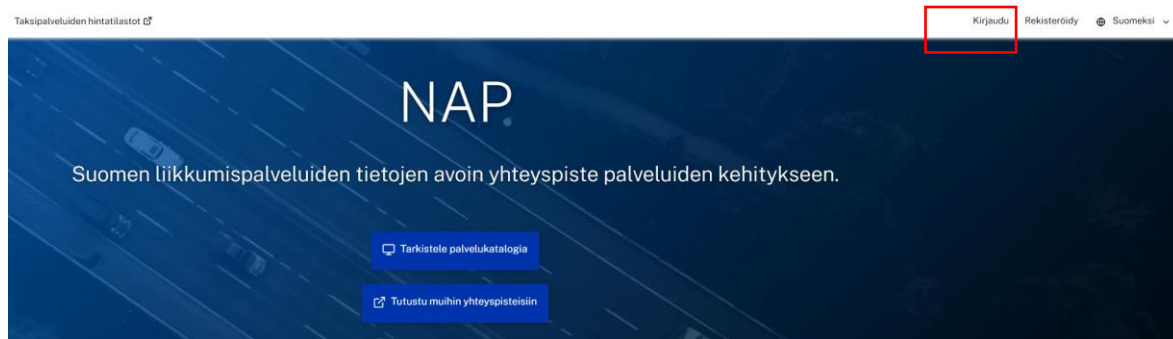 Taksipalveluiden hintatilastot
Kirjaudu
Rekisteröidy
Suomeksi
NAP.
Suomen liikkumispalveluiden tietojen avoin yhteyspiste palveluiden kehitykseen.
Tarkistele palvelukatalogia
Tutustu muihin yhteyspisteisiin